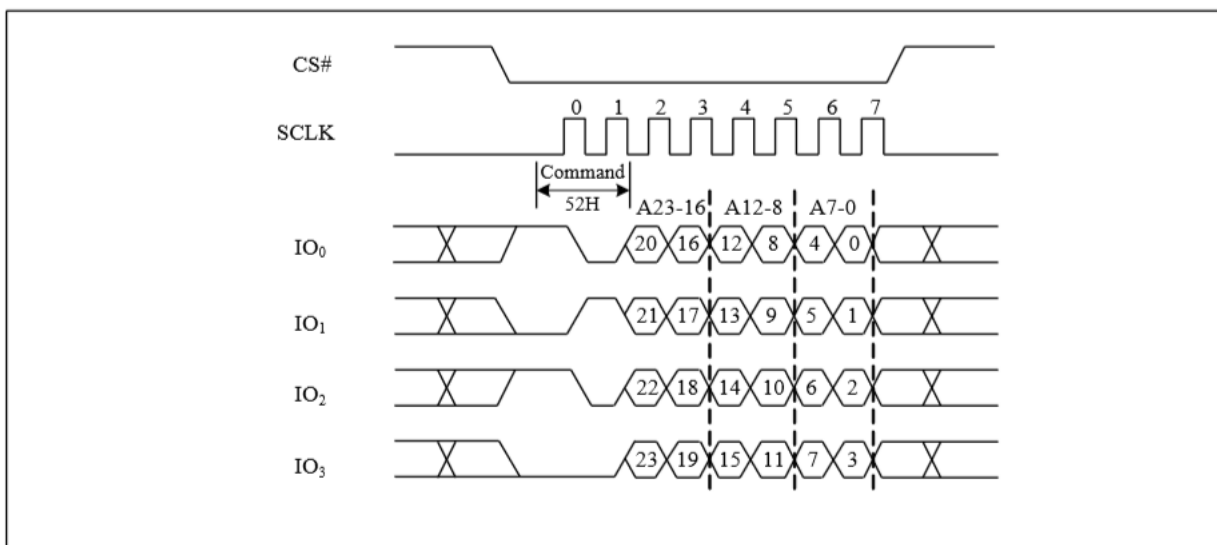 CS#
0 1 2 3 4 5 6 7
SCLK
Command
52H
A23-16 A12-8 A7-0
IO0 20 16 12 8 4 0
IO1 21 17 13 9 5 1
IO2 22 18 14 10 6 2
IO3 23 19 15 11 7 3